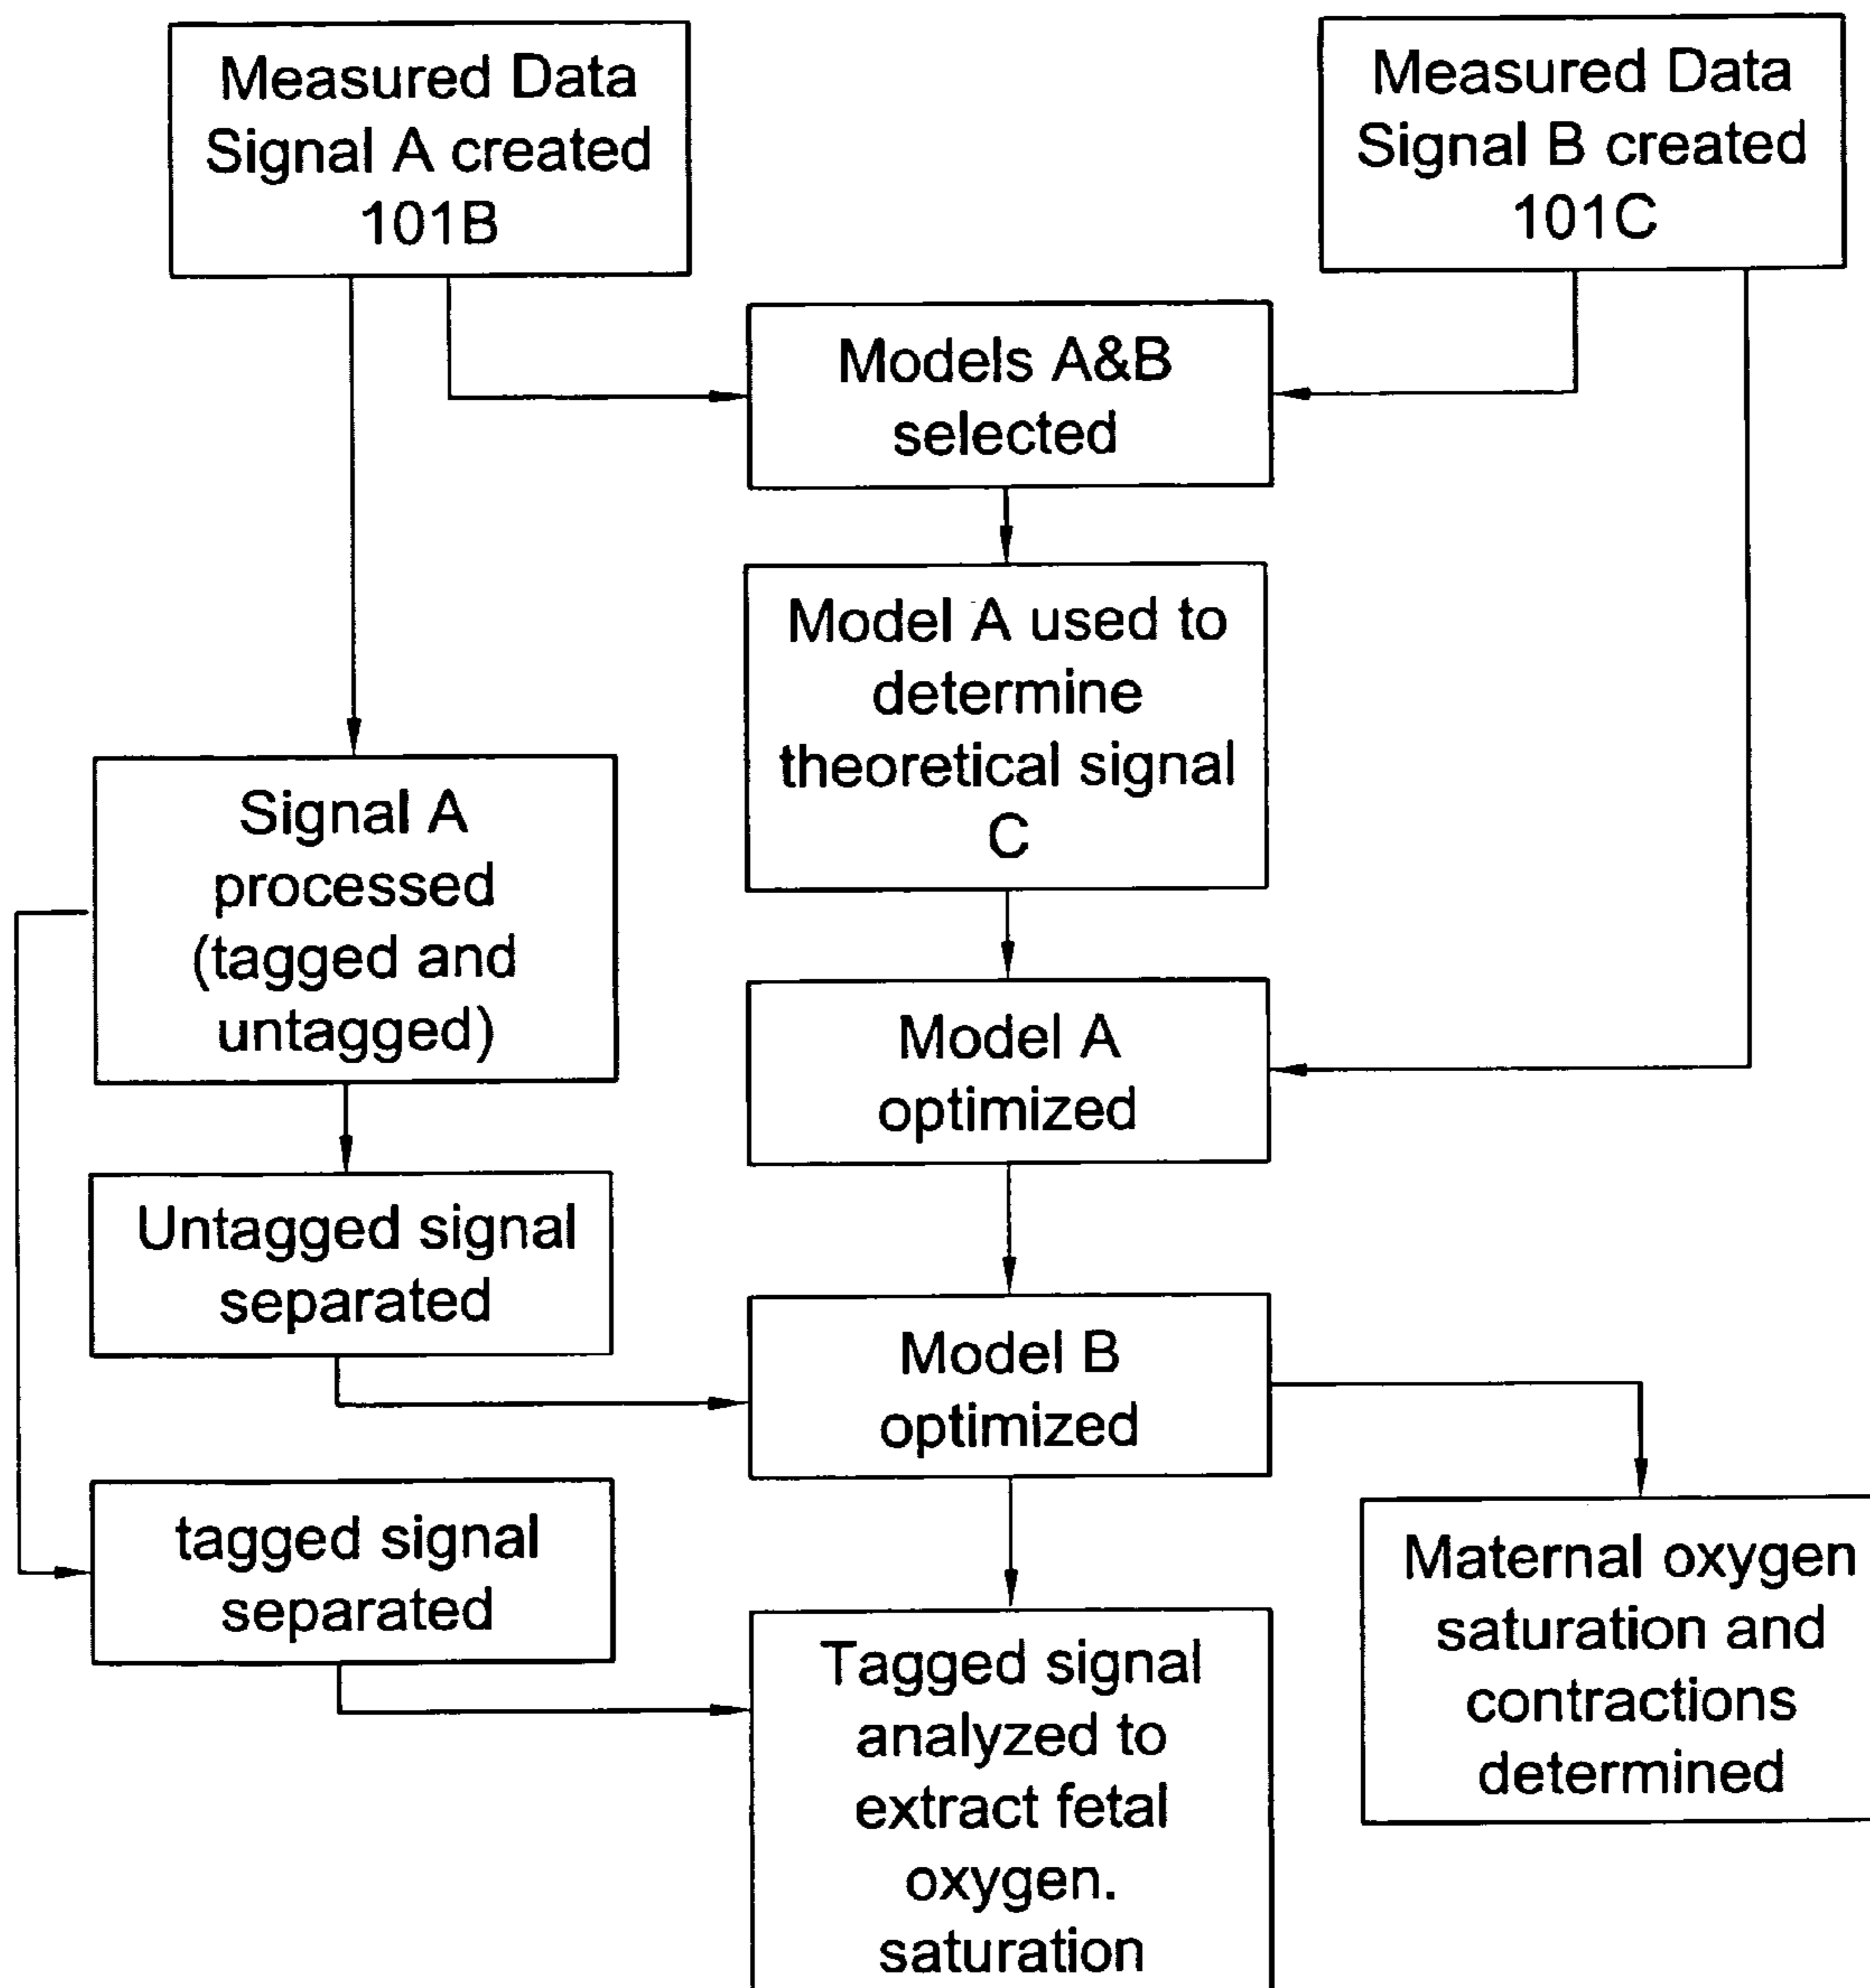 Measured Data
Signal A created
101B
Measured Data
Signal B created
101C
Models A&B
selected
Model A used to
determine
theoretical signal
C
Signal A
processed
(tagged and
untagged)
Model A
optimized
Untagged signal
separated
Model B
optimized
tagged signal
separated
Maternal oxygen
saturation and
contractions
determined
Tagged signal
analyzed to
extract fetal
oxygen.
saturation